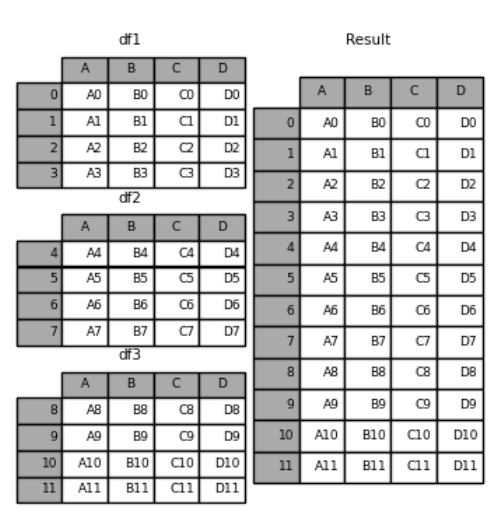 df1
A B C D
0 A0 B0 C0 D0
1 A1 B1 C1 D1
2 A2 B2 C2 D2
3 A3 B3 C3 D3
df2
A B C D
4 A4 B4 C4 D4
5 A5 B5 C5 D5
6 A6 B6 C6 D6
7 A7 B7 C7 D7
df3
A B C D
8 A8 B8 C8 D8
9 A9 B9 C9 D9
10 A10 B10 C10 D10
11 A11 B11 C11 D11
Result
A B C D
0 A0 B0 C0 D0
1 A1 B1 C1 D1
2 A2 B2 C2 D2
3 A3 B3 C3 D3
4 A4 B4 C4 D4
5 A5 B5 C5 D5
6 A6 B6 C6 D6
7 A7 B7 C7 D7
8 A8 B8 C8 D8
9 A9 B9 C9 D9
10 A10 B10 C10 D10
11 A11 B11 C11 D11